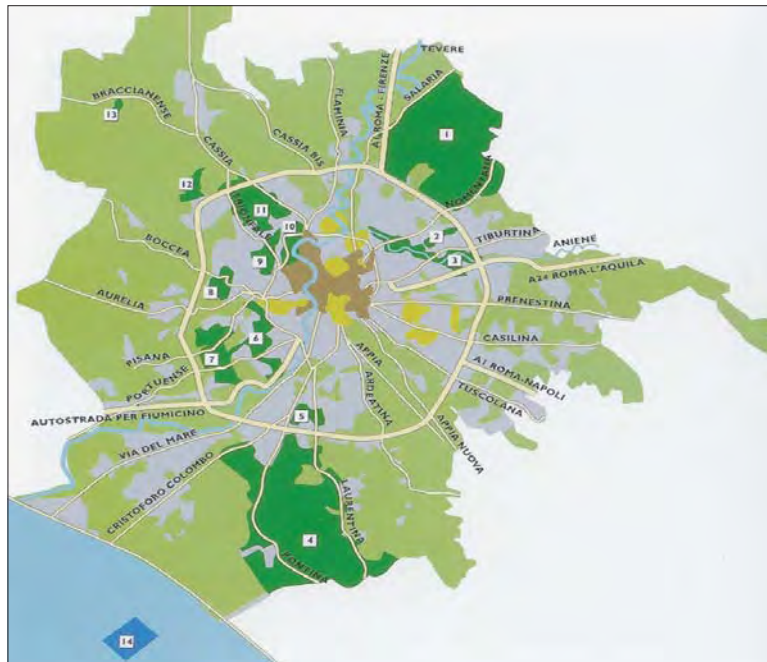 TEVERE
A1 ROMA - FIRENZE
SALARIA
FLAMINIA
BRACCIANENSE
13
1
CASSIA
CASSIA BIS
NOMENTANA
12
TRIONFALE
11
10
2
TIBURTINA
ANIENE
BOCCEA
9
3
A24 ROMA-L'AQUILA
8
AURELIA
PRENESTINA
6
CASILINA
PISANA
7
APPIA
A1 ROMA-NAPOLI
PORTUENSE
ARDEATINA
TUSCOLANA
AUTOSTRADA PER FIUMICINO
5
APPIA NUOVA
VIA DEL MARE
CRISTOFORO COLOMBO
LAURENTINA
4
PONTINA
14